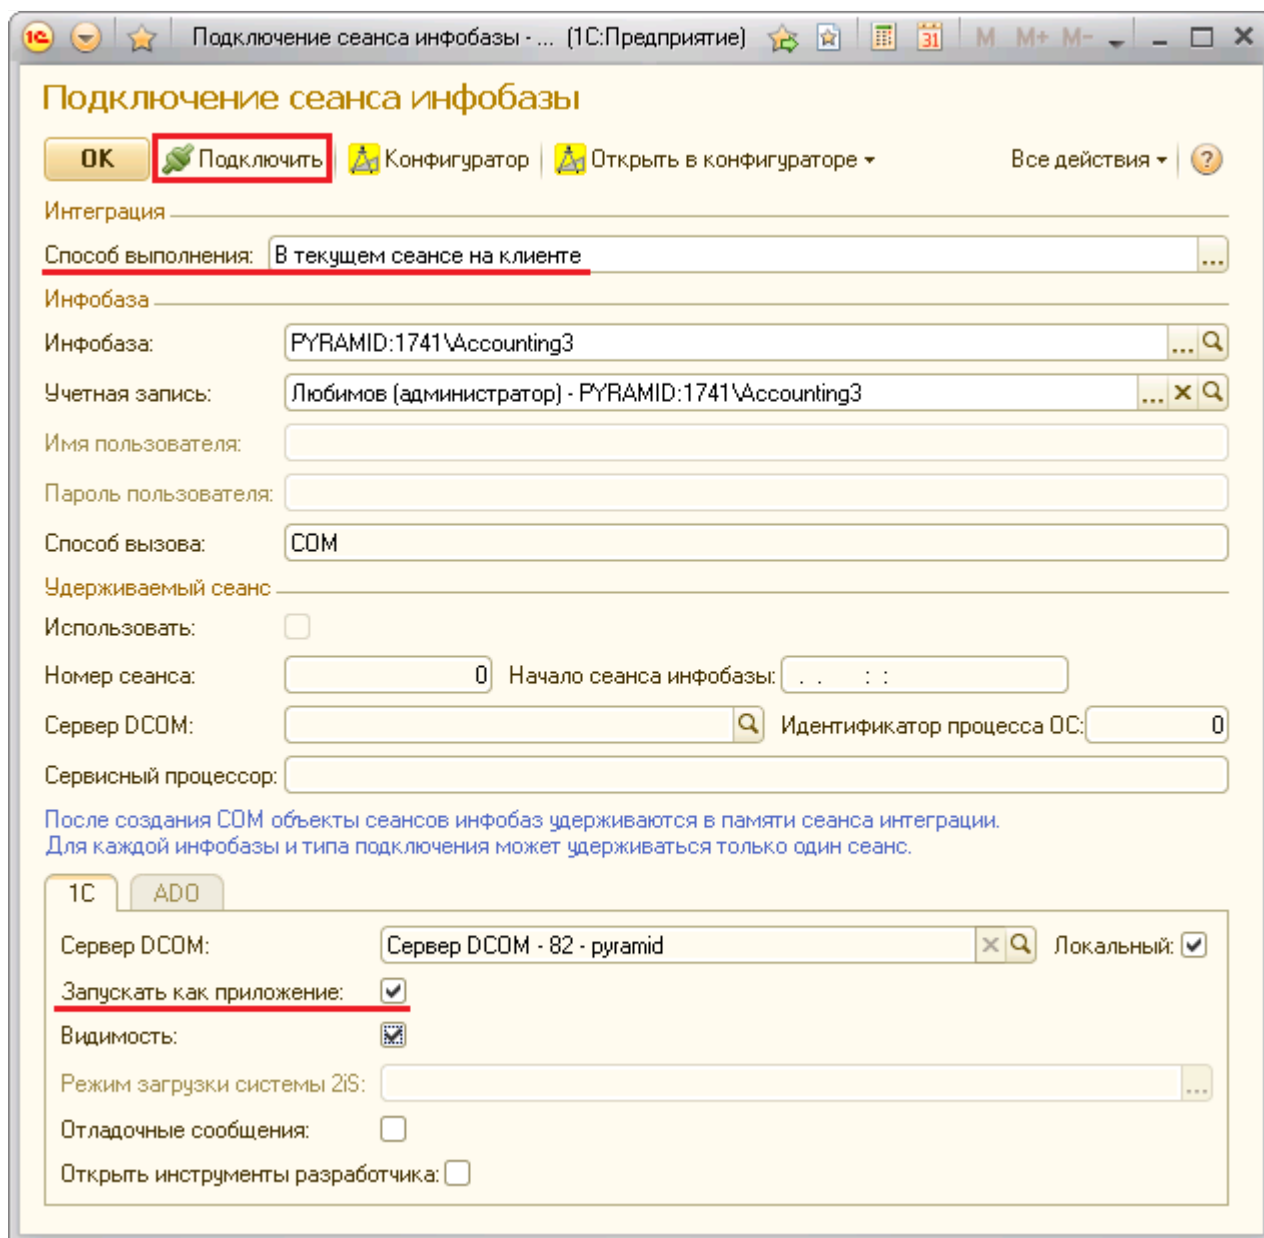 1С Подключение сеанса инфобазы - ... (1С:Предприятие) 31 M M+ M-
Подключение сеанса инфобазы
OK Подключить Конфигуратор Открыть в конфигураторе Все действия ?
Интеграция
Способ выполнения: В текущем сеансе на клиенте ...
Инфобаза
Инфобаза: PYRAMID:1741\Accounting3 ...
Учетная запись: Любимов (администратор) - PYRAMID:1741\Accounting3 ...
Имя пользователя:
Пароль пользователя:
Способ вызова: COM
Удерживаемый сеанс
Использовать:
Номер сеанса: 0 Начало сеанса инфобазы: . . : :
Сервер DCOM: Идентификатор процесса ОС: 0
Сервисный процессор:
После создания COM объекты сеансов инфобаз удерживаются в памяти сеанса интеграции.
Для каждой инфобазы и типа подключения может удерживаться только один сеанс.
1С ADO
Сервер DCOM: Сервер DCOM - 82 - pyramid Локальный:
Запускать как приложение:
Видимость:
Режим загрузки системы 2iS: ...
Отладочные сообщения:
Открыть инструменты разработчика: